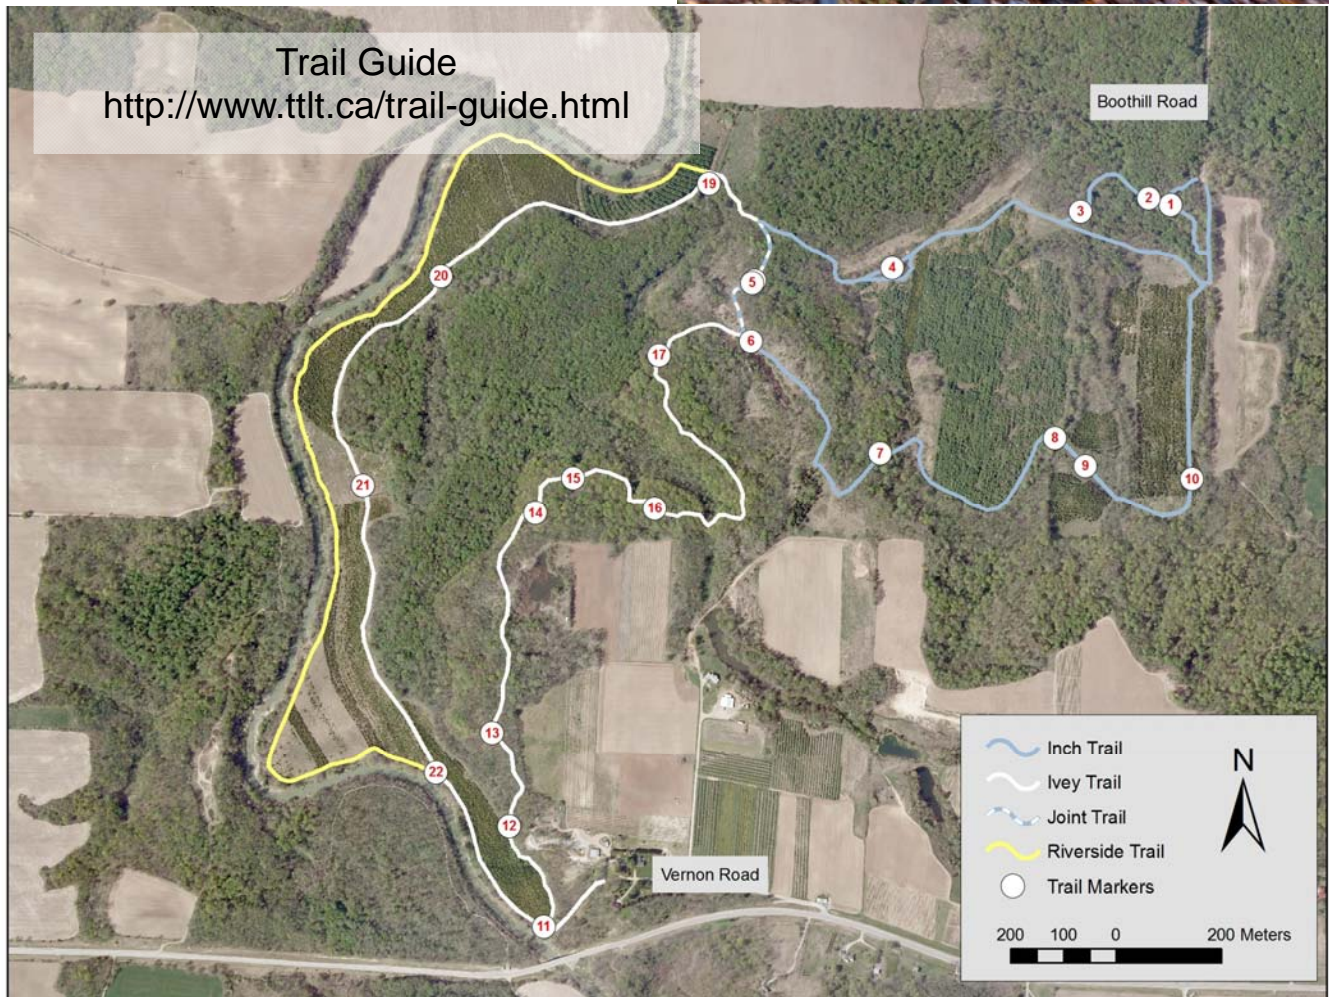 Trail Guide
http://www.ttlt.ca/trail-guide.html
Boothill Road
19
3
2
1
4
20
5
6
17
7
8
9
10
21
15
14
16
13
22
12
11
Vernon Road
Inch Trail
Ivey Trail
Joint Trail
Riverside Trail
Trail Markers
N
200 100 0 200 Meters